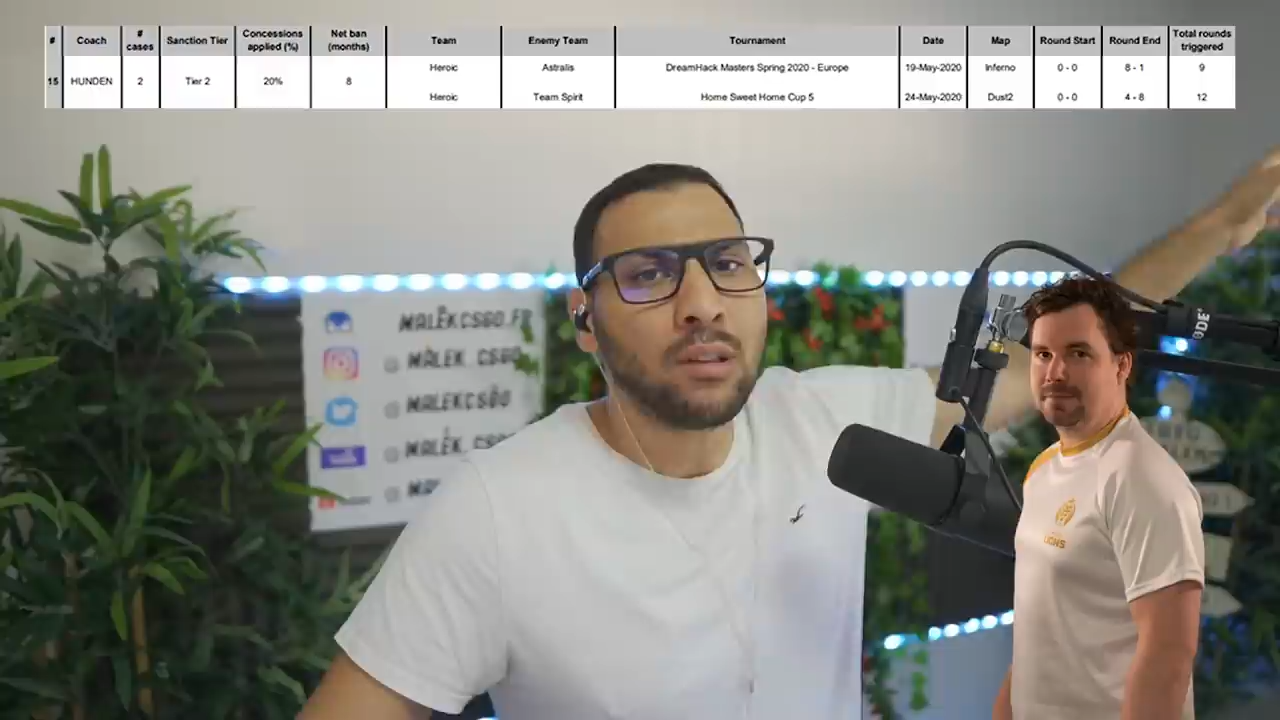 # Coach # cases Sanction Tier Concessions applied (%) Net ban (months) Team Enemy Team Tournament Date Map Round Start Round End Total rounds triggered
15 HUNDEN 2 Tier 2 20% 8 Heroic Astralis DreamHack Masters Spring 2020 - Europe 19-May-2020 Inferno 0 - 0 8 - 1 9
Heroic Team Spirit Home Sweet Home Cup 5 24-May-2020 Dust2 0 - 0 4 - 8 12
MALEKCSGO.FR
@ MALEK.CSGO
@ MALEKCSGO
LIONS